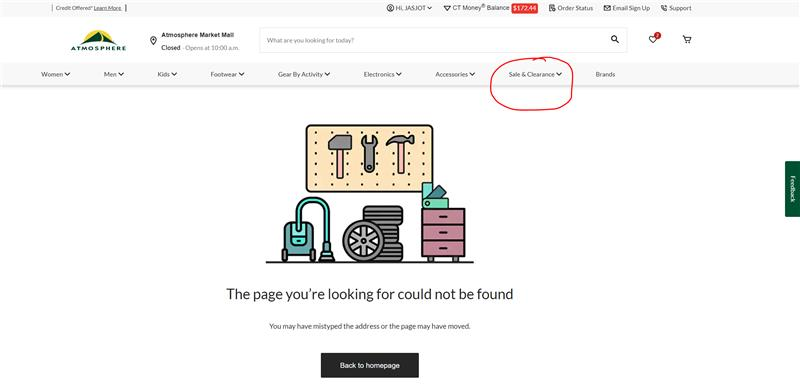 Credit Offered* Learn More
Hi, JASJOT
CT Money® Balance $172.44
Order Status
Email Sign Up
Support
ATMOSPHERE
Atmosphere Market Mall
Closed - Opens at 10:00 a.m.
What are you looking for today?
7
Women
Men
Kids
Footwear
Gear By Activity
Electronics
Accessories
Sale & Clearance
Brands
Feedback
The page you're looking for could not be found
You may have mistyped the address or the page may have moved.
Back to homepage